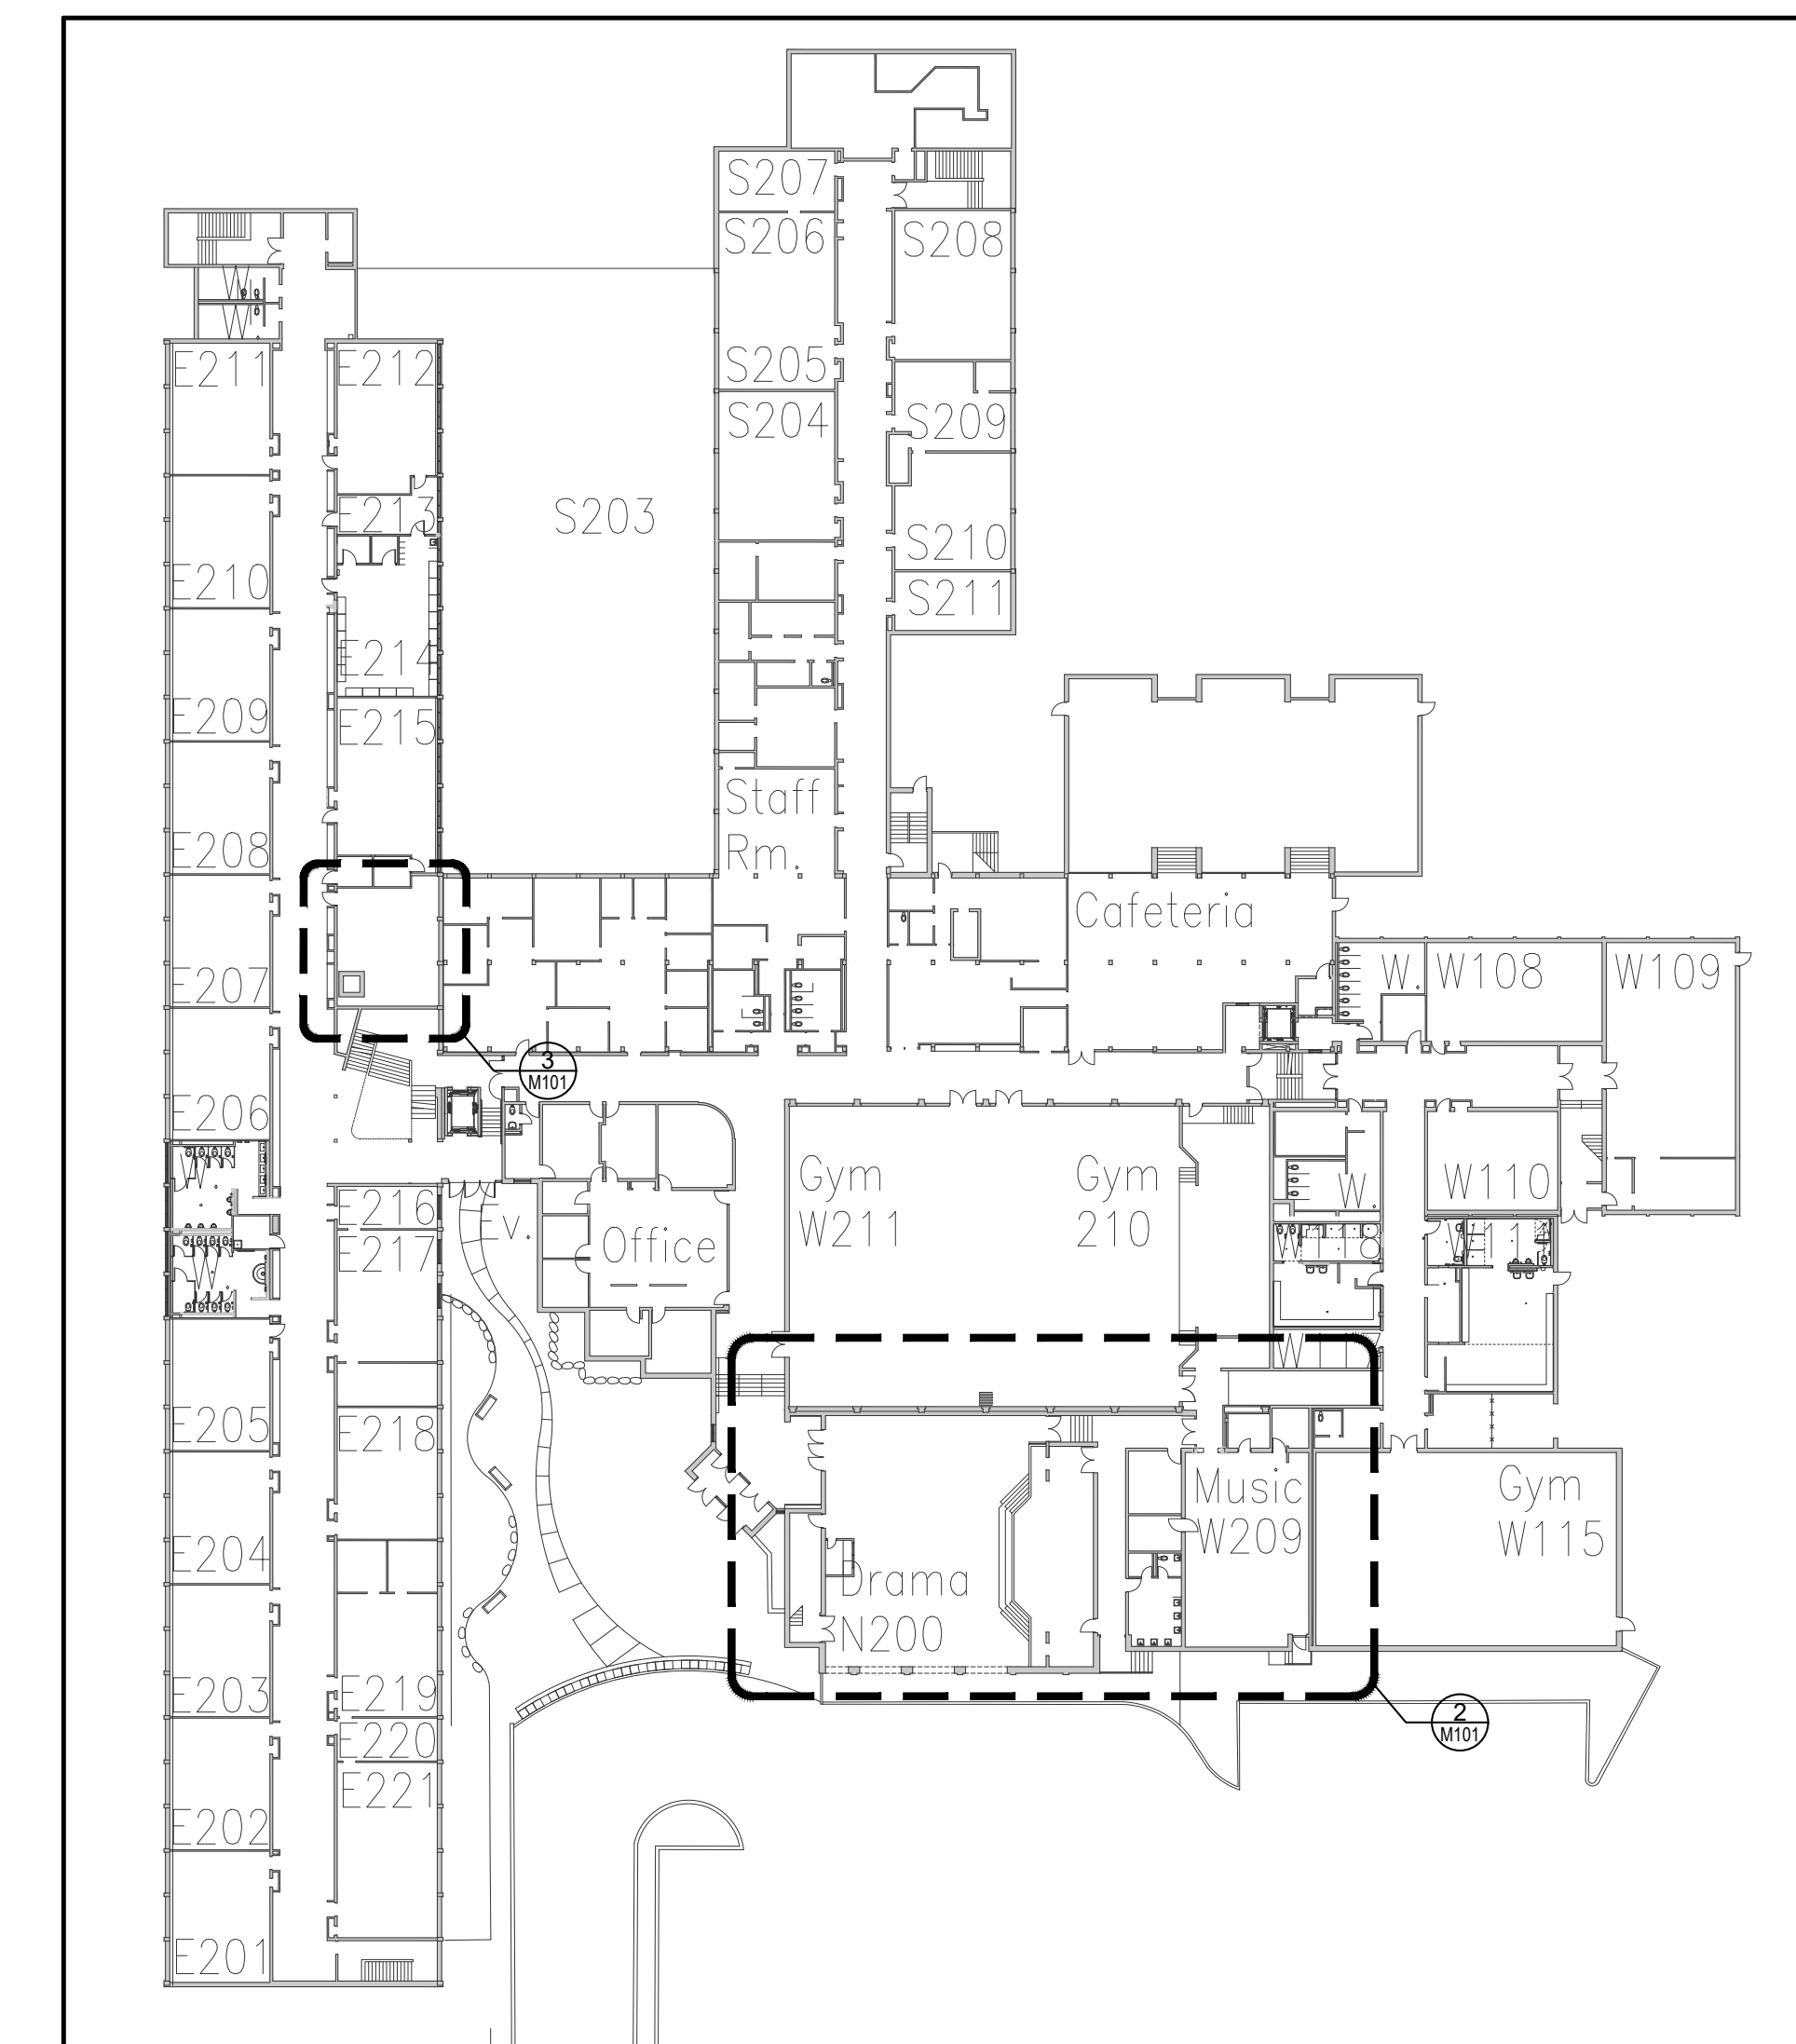 S207
S206
S208
E211
E212
S205
S204
S209
E213
S203
S210
E210
S211
E214
E209
E215
Staff
Rm.
E208
Cafeteria
W.
W108
W109
E207
3
M101
E206
Gym
W211
Gym
210
W110
W.
E216
Ev.
Office
E217
E205
E218
Music
W209
Gym
W115
E204
Drama
N200
E203
E219
2
M101
E220
E202
E221
E201